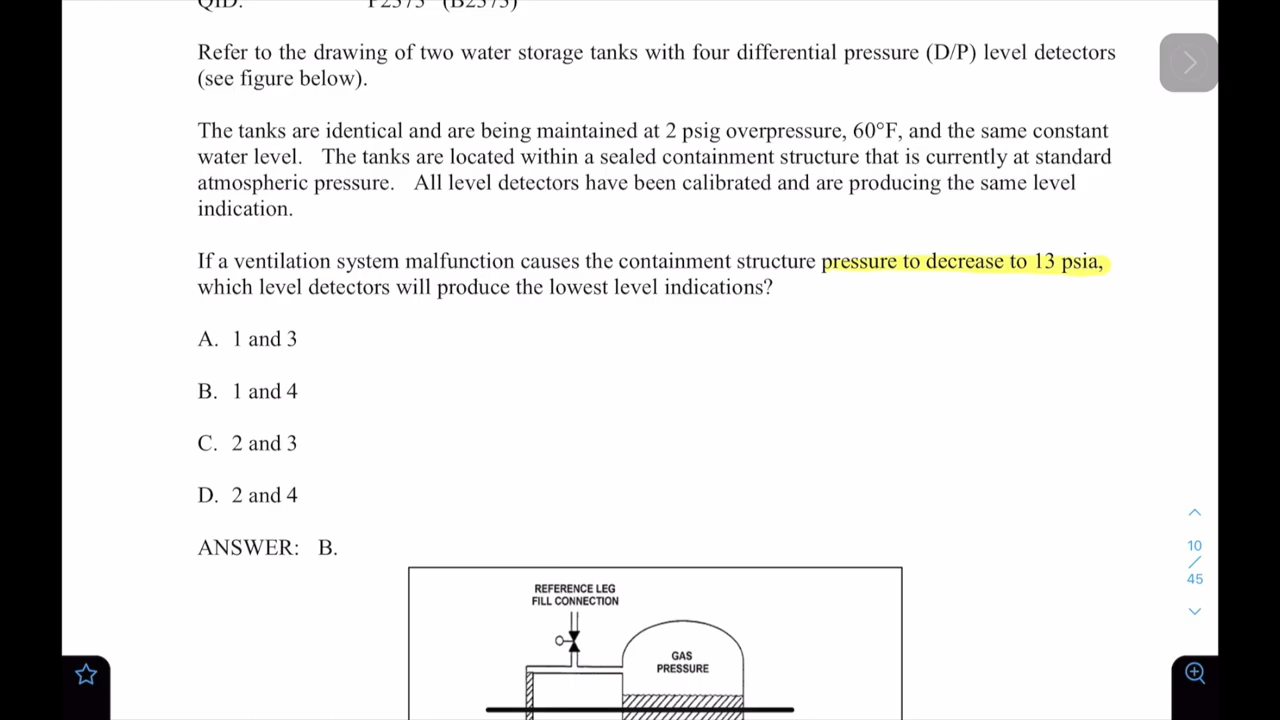 QID: P2373 (B2373)
Refer to the drawing of two water storage tanks with four differential pressure (D/P) level detectors
(see figure below).
The tanks are identical and are being maintained at 2 psig overpressure, 60°F, and the same constant
water level. The tanks are located within a sealed containment structure that is currently at standard
atmospheric pressure. All level detectors have been calibrated and are producing the same level
indication.
If a ventilation system malfunction causes the containment structure pressure to decrease to 13 psia,
which level detectors will produce the lowest level indications?
A. 1 and 3
B. 1 and 4
C. 2 and 3
D. 2 and 4
ANSWER: B.
REFERENCE LEG
FILL CONNECTION
GAS
PRESSURE
10
/
45